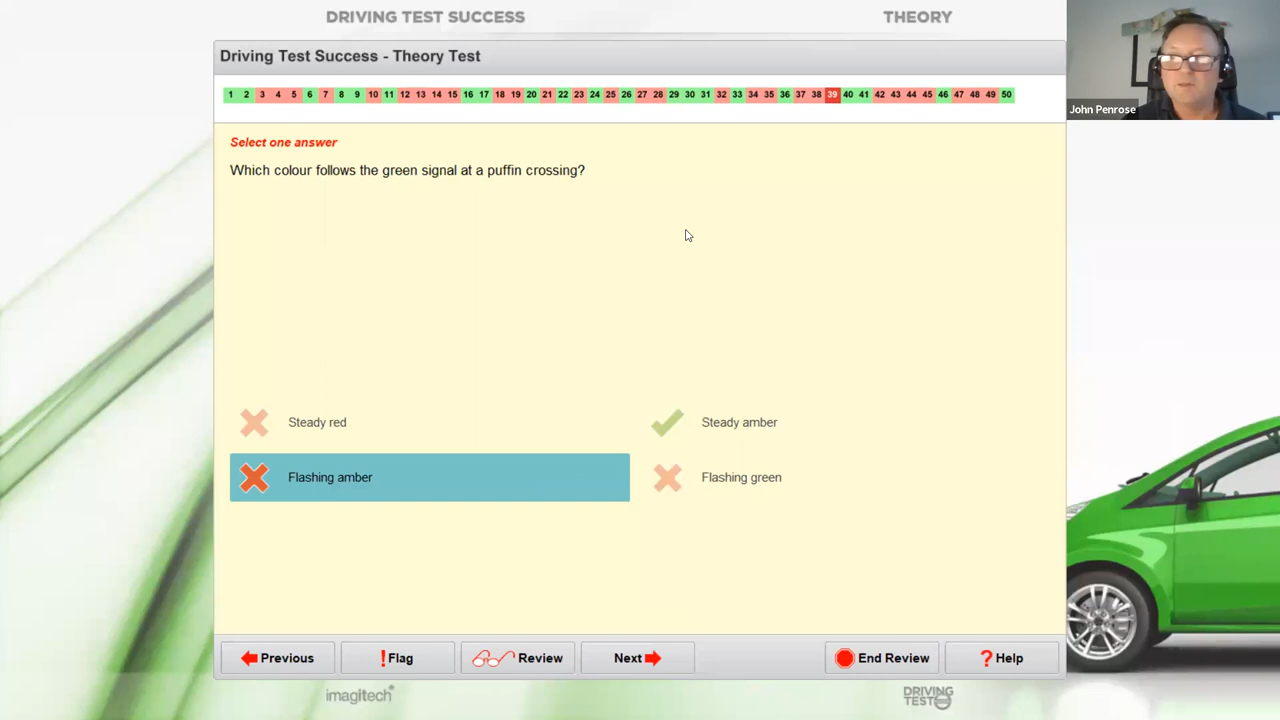 DRIVING TEST SUCCESS THEORY
Driving Test Success - Theory Test
1 2 3 4 5 6 7 8 9 10 11 12 13 14 15 16 17 18 19 20 21 22 23 24 25 26 27 28 29 30 31 32 33 34 35 36 37 38 39 40 41 42 43 44 45 46 47 48 49 50
John Penrose
Select one answer
Which colour follows the green signal at a puffin crossing?
Steady red
Steady amber
Flashing amber
Flashing green
Previous
!Flag
Review
Next
End Review
?Help
imagitech
DRIVING
TEST